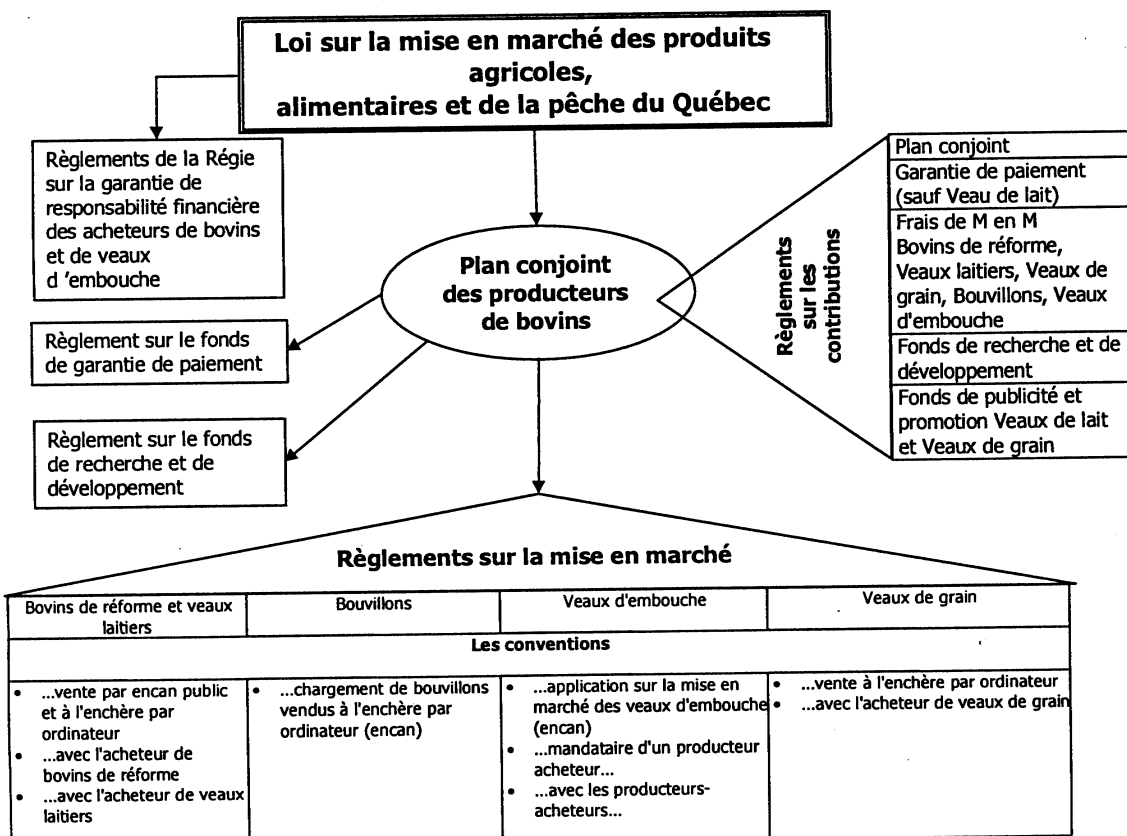 Loi sur la mise en marché des produits
agricoles,
alimentaires et de la pêche du Québec
Règlements de la Régie
sur la garantie de
responsabilité financière
des acheteurs de bovins
et de veaux
d 'embouche
Règlement sur le fonds
de garantie de paiement
Règlement sur le fonds
de recherche et de
développement
Plan conjoint
des producteurs
de bovins
Règlements
sur les
contributions
Plan conjoint
Garantie de paiement
(sauf Veau de lait)
Frais de M en M
Bovins de réforme,
Veaux laitiers, Veaux de
grain, Bouvillons, Veaux
d'embouche
Fonds de recherche et de
développement
Fonds de publicité et
promotion Veaux de lait
et Veaux de grain
Règlements sur la mise en marché
Bovins de réforme et veaux
laitiers
Bouvillons
Veaux d'embouche
Veaux de grain
Les conventions
• ...vente par encan public
et à l'enchère par
ordinateur
• ...avec l'acheteur de
bovins de réforme
• ...avec l'acheteur de veaux
laitiers
• ...chargement de bouvillons
vendus à l'enchère par
ordinateur (encan)
• ...application sur la mise en
marché des veaux d'embouche
(encan)
• ...mandataire d'un producteur
acheteur...
• ...avec les producteurs-
acheteurs...
• ...vente à l'enchère par ordinateur
• ...avec l'acheteur de veaux de grain